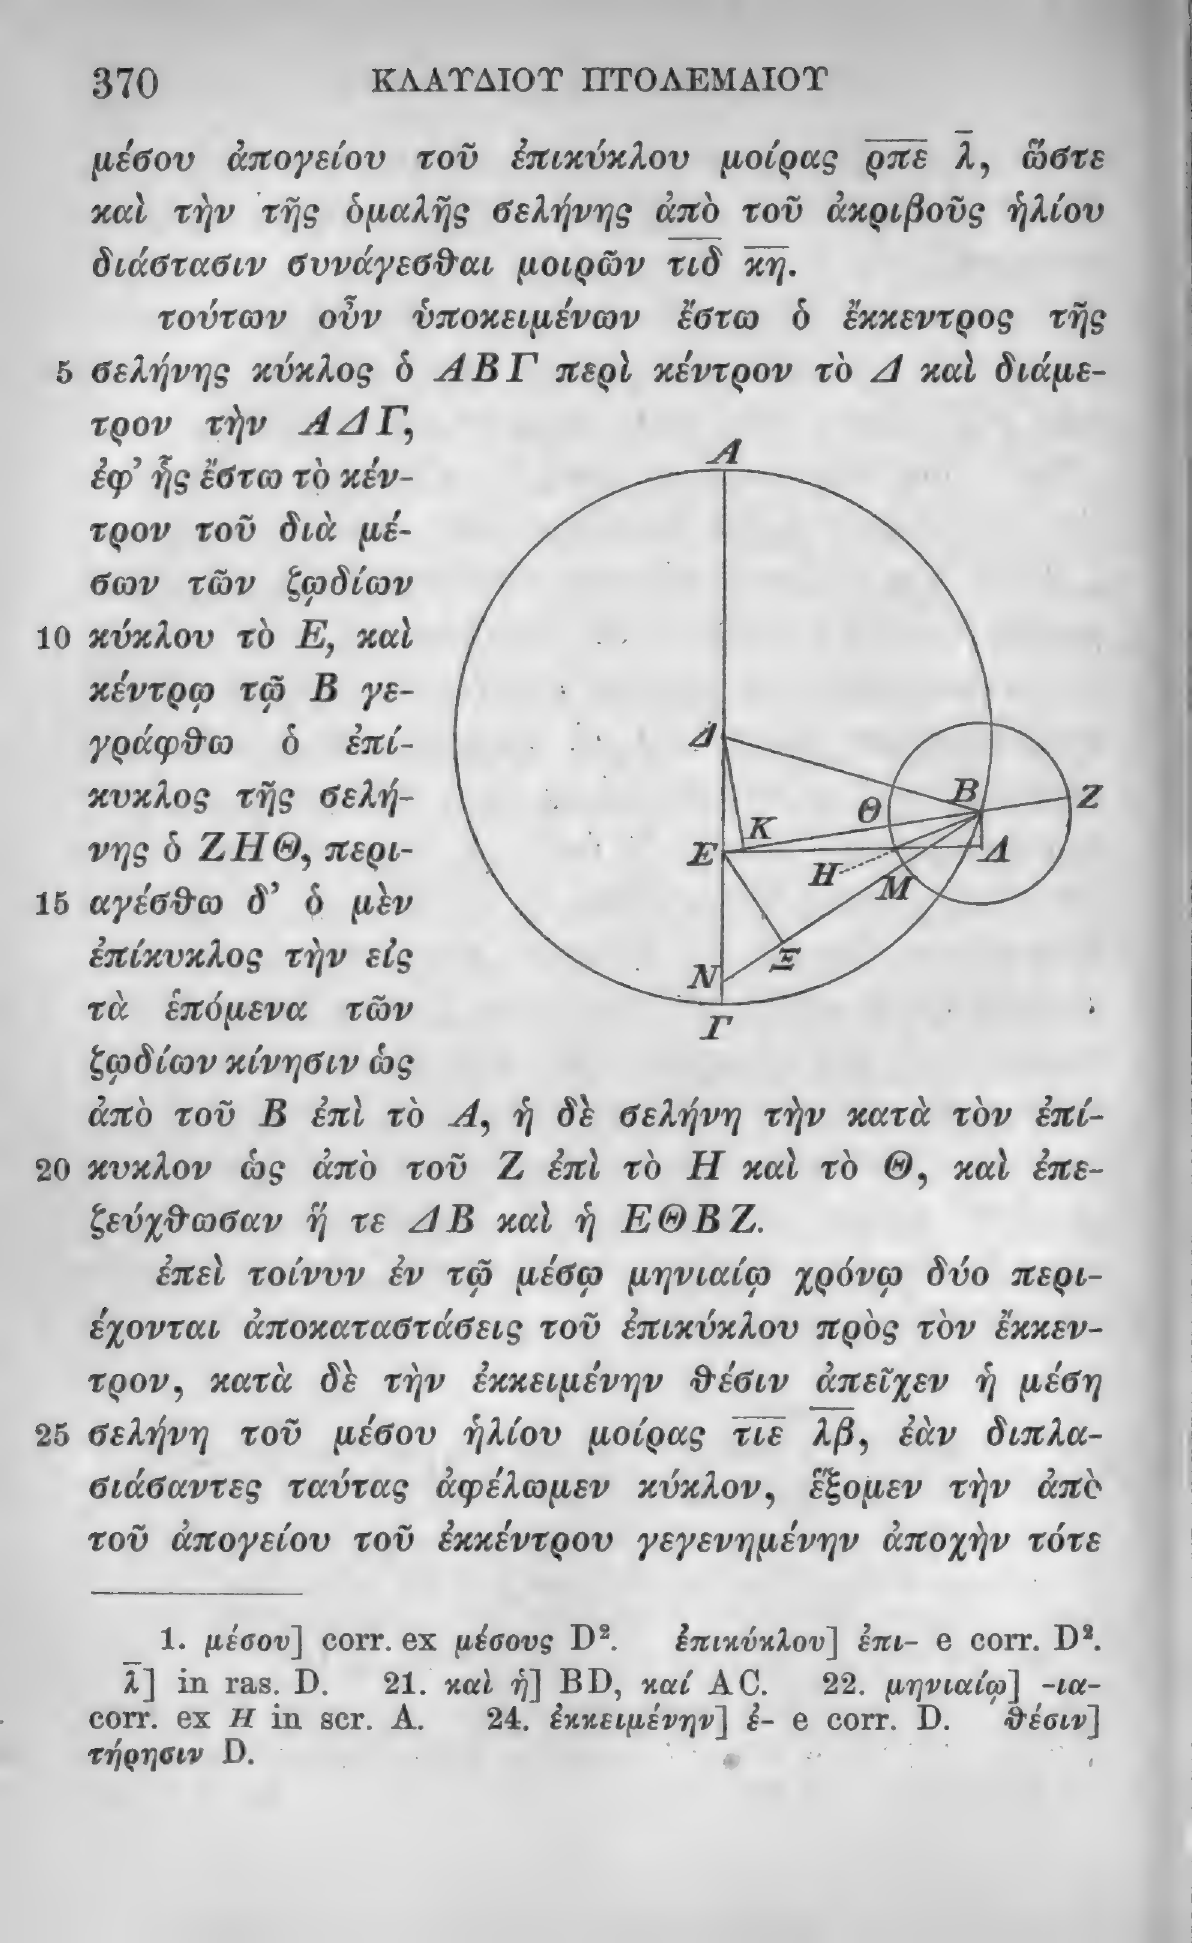 370 ΚΛΑΥΔΙΟΥ ΠΤΟΛΕΜΑΙΟΥ
μέσου ἀπογείου τοῦ ἐπικύκλου μοίρας ρ̅π̅ε̅ λ̅, ὥστε
καὶ τὴν τῆς ὁμαλῆς σελήνης ἀπὸ τοῦ ἀκριβοῦς ἡλίου
διάστασιν συνάγεσθαι μοιρῶν τ̅ι̅δ̅ κ̅η̅.
τούτων οὖν ὑποκειμένων ἔστω ὁ ἔκκεντρος τῆς
5 σελήνης κύκλος ὁ ΑΒΓ περὶ κέντρον τὸ Δ καὶ διάμε-
τρον τὴν ΑΔΓ,
ἐφ’ ἧς ἔστω τὸ κέν-
τρον τοῦ διὰ μέ-
σων τῶν ζῳδίων
10 κύκλου τὸ Ε, καὶ
κέντρῳ τῷ Β γε-
γράφθω ὁ ἐπί-
κυκλος τῆς σελή-
νης ὁ ΖΗΘ, περι-
15 αγέσθω δ’ ὁ μὲν
ἐπίκυκλος τὴν εἰς
τὰ ἑπόμενα τῶν
ζῳδίων κίνησιν ὡς
Α
Δ
Β
Ζ
Θ
Κ
Ε
Λ
Η
Μ
Ξ
Ν
Γ
ἀπὸ τοῦ Β ἐπὶ τὸ Α, ἡ δὲ σελήνη τὴν κατὰ τὸν ἐπί-
20 κυκλον ὡς ἀπὸ τοῦ Ζ ἐπὶ τὸ Η καὶ τὸ Θ, καὶ ἐπε-
ζεύχθωσαν ἥ τε ΔΒ καὶ ἡ ΕΘΒΖ.
ἐπεὶ τοίνυν ἐν τῷ μέσῳ μηνιαίῳ χρόνῳ δύο περι-
έχονται ἀποκαταστάσεις τοῦ ἐπικύκλου πρὸς τὸν ἔκκεν-
τρον, κατὰ δὲ τὴν ἐκκειμένην θέσιν ἀπεῖχεν ἡ μέση
25 σελήνη τοῦ μέσου ἡλίου μοίρας τ̅ι̅ε̅ λ̅β̅, ἐὰν διπλα-
σιάσαντες ταύτας ἀφέλωμεν κύκλον, ἕξομεν τὴν ἀπὸ
τοῦ ἀπογείου τοῦ ἐκκέντρου γεγενημένην ἀποχὴν τότε
1. μέσου] corr. ex μέσους D². ἐπικύκλου] ἐπι- e corr. D².
λ̅] in ras. D. 21. καὶ ἡ] BD, καί AC. 22. μηνιαίῳ] -ια-
corr. ex Η in scr. A. 24. ἐκκειμένην] ἐ- e corr. D. θέσιν]
τήρησιν D.